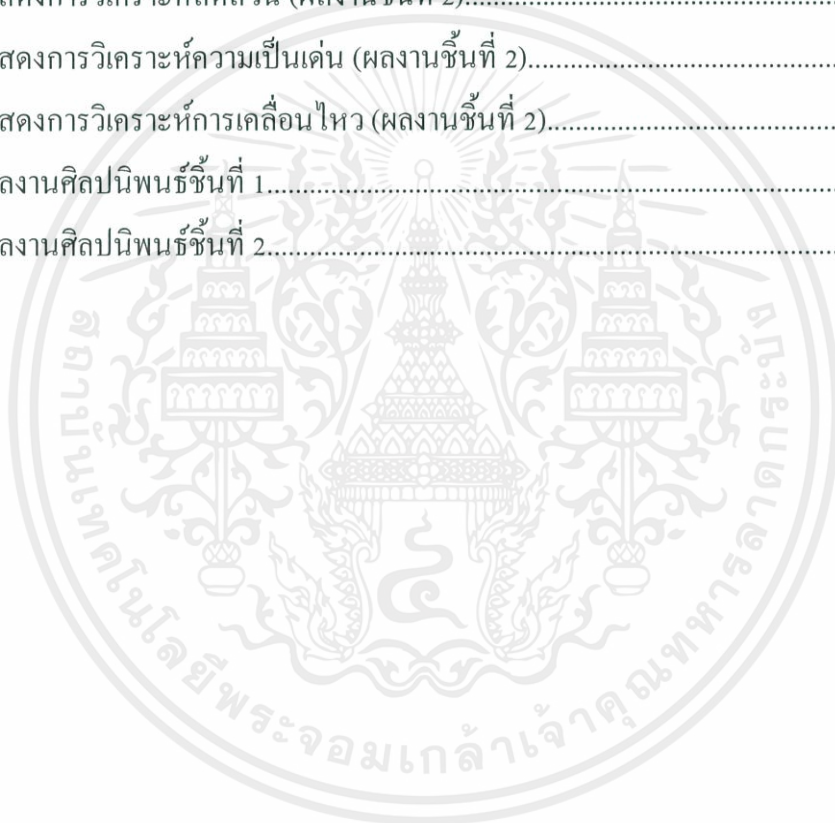 สดงการวิเคราะห์ความเป็นเด่น (ผลงานชิ้นที่ 2)
สดงการวิเคราะห์การเคลื่อนไหว (ผลงานชิ้นที่ 2)
ลงานศิลปนิพนธ์ชิ้นที่ 1
ลงานศิลปนิพนธ์ชิ้นที่ 2
สถาบันเทคโนโลยีพระจอมเกล้าเจ้าคุณทหารลาดกระบัง